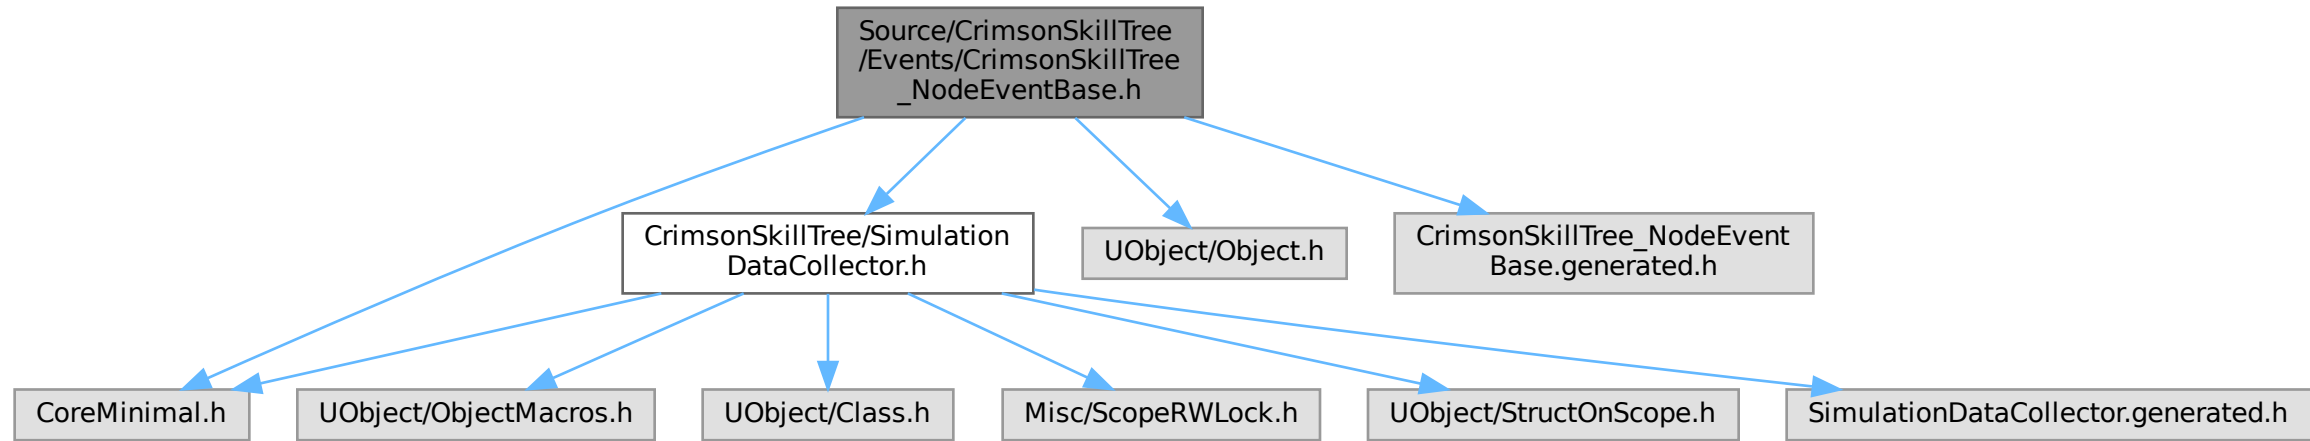 Source/CrimsonSkillTree
/Events/CrimsonSkillTree
_NodeEventBase.h
CrimsonSkillTree/Simulation
DataCollector.h
UObject/Object.h
CrimsonSkillTree_NodeEvent
Base.generated.h
CoreMinimal.h
UObject/ObjectMacros.h
UObject/Class.h
Misc/ScopeRWLock.h
UObject/StructOnScope.h
SimulationDataCollector.generated.h